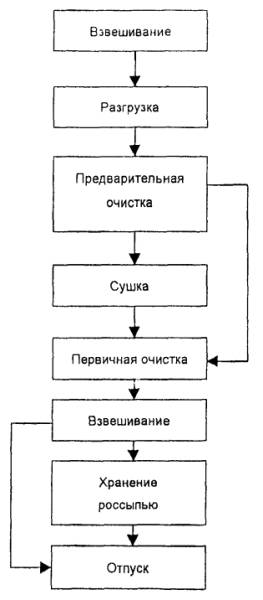 Взвешивание
Разгрузка
Предварительная
очистка
Сушка
Первичная очистка
Взвешивание
Хранение
россыпью
Отпуск